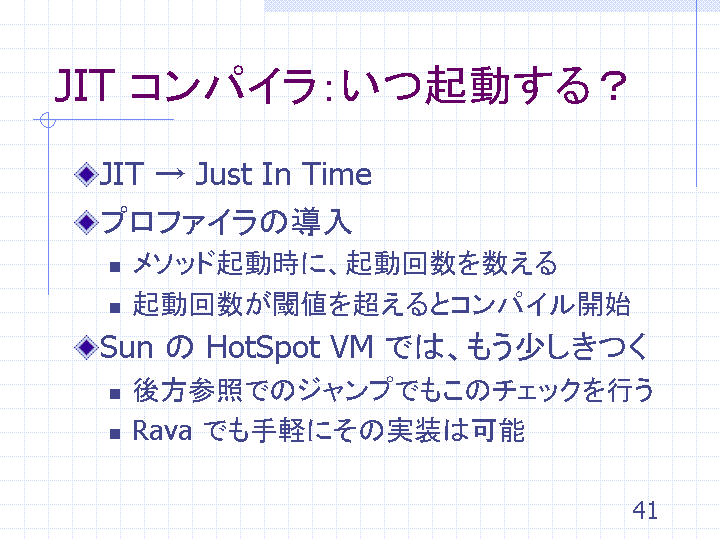 JIT コンパイラ：いつ起動する？
JIT → Just In Time
プロファイラの導入
メソッド起動時に、起動回数を数える
起動回数が閾値を超えるとコンパイル開始
Sun の HotSpot VM では、もう少しきつく
後方参照でのジャンプでもこのチェックを行う
Rava でも手軽にその実装は可能
41